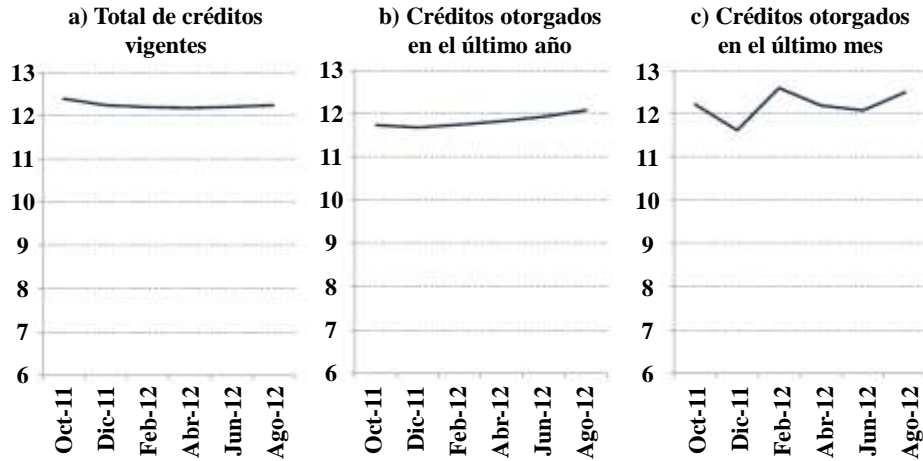 a) Total de créditos
vigentes
13
12
11
10
9
8
7
6
Oct-11
Dic-11
Feb-12
Abr-12
Jun-12
Ago-12
b) Créditos otorgados
en el último año
13
12
11
10
9
8
7
6
Oct-11
Dic-11
Feb-12
Abr-12
Jun-12
Ago-12
c) Créditos otorgados
en el último mes
13
12
11
10
9
8
7
6
Oct-11
Dic-11
Feb-12
Abr-12
Jun-12
Ago-12